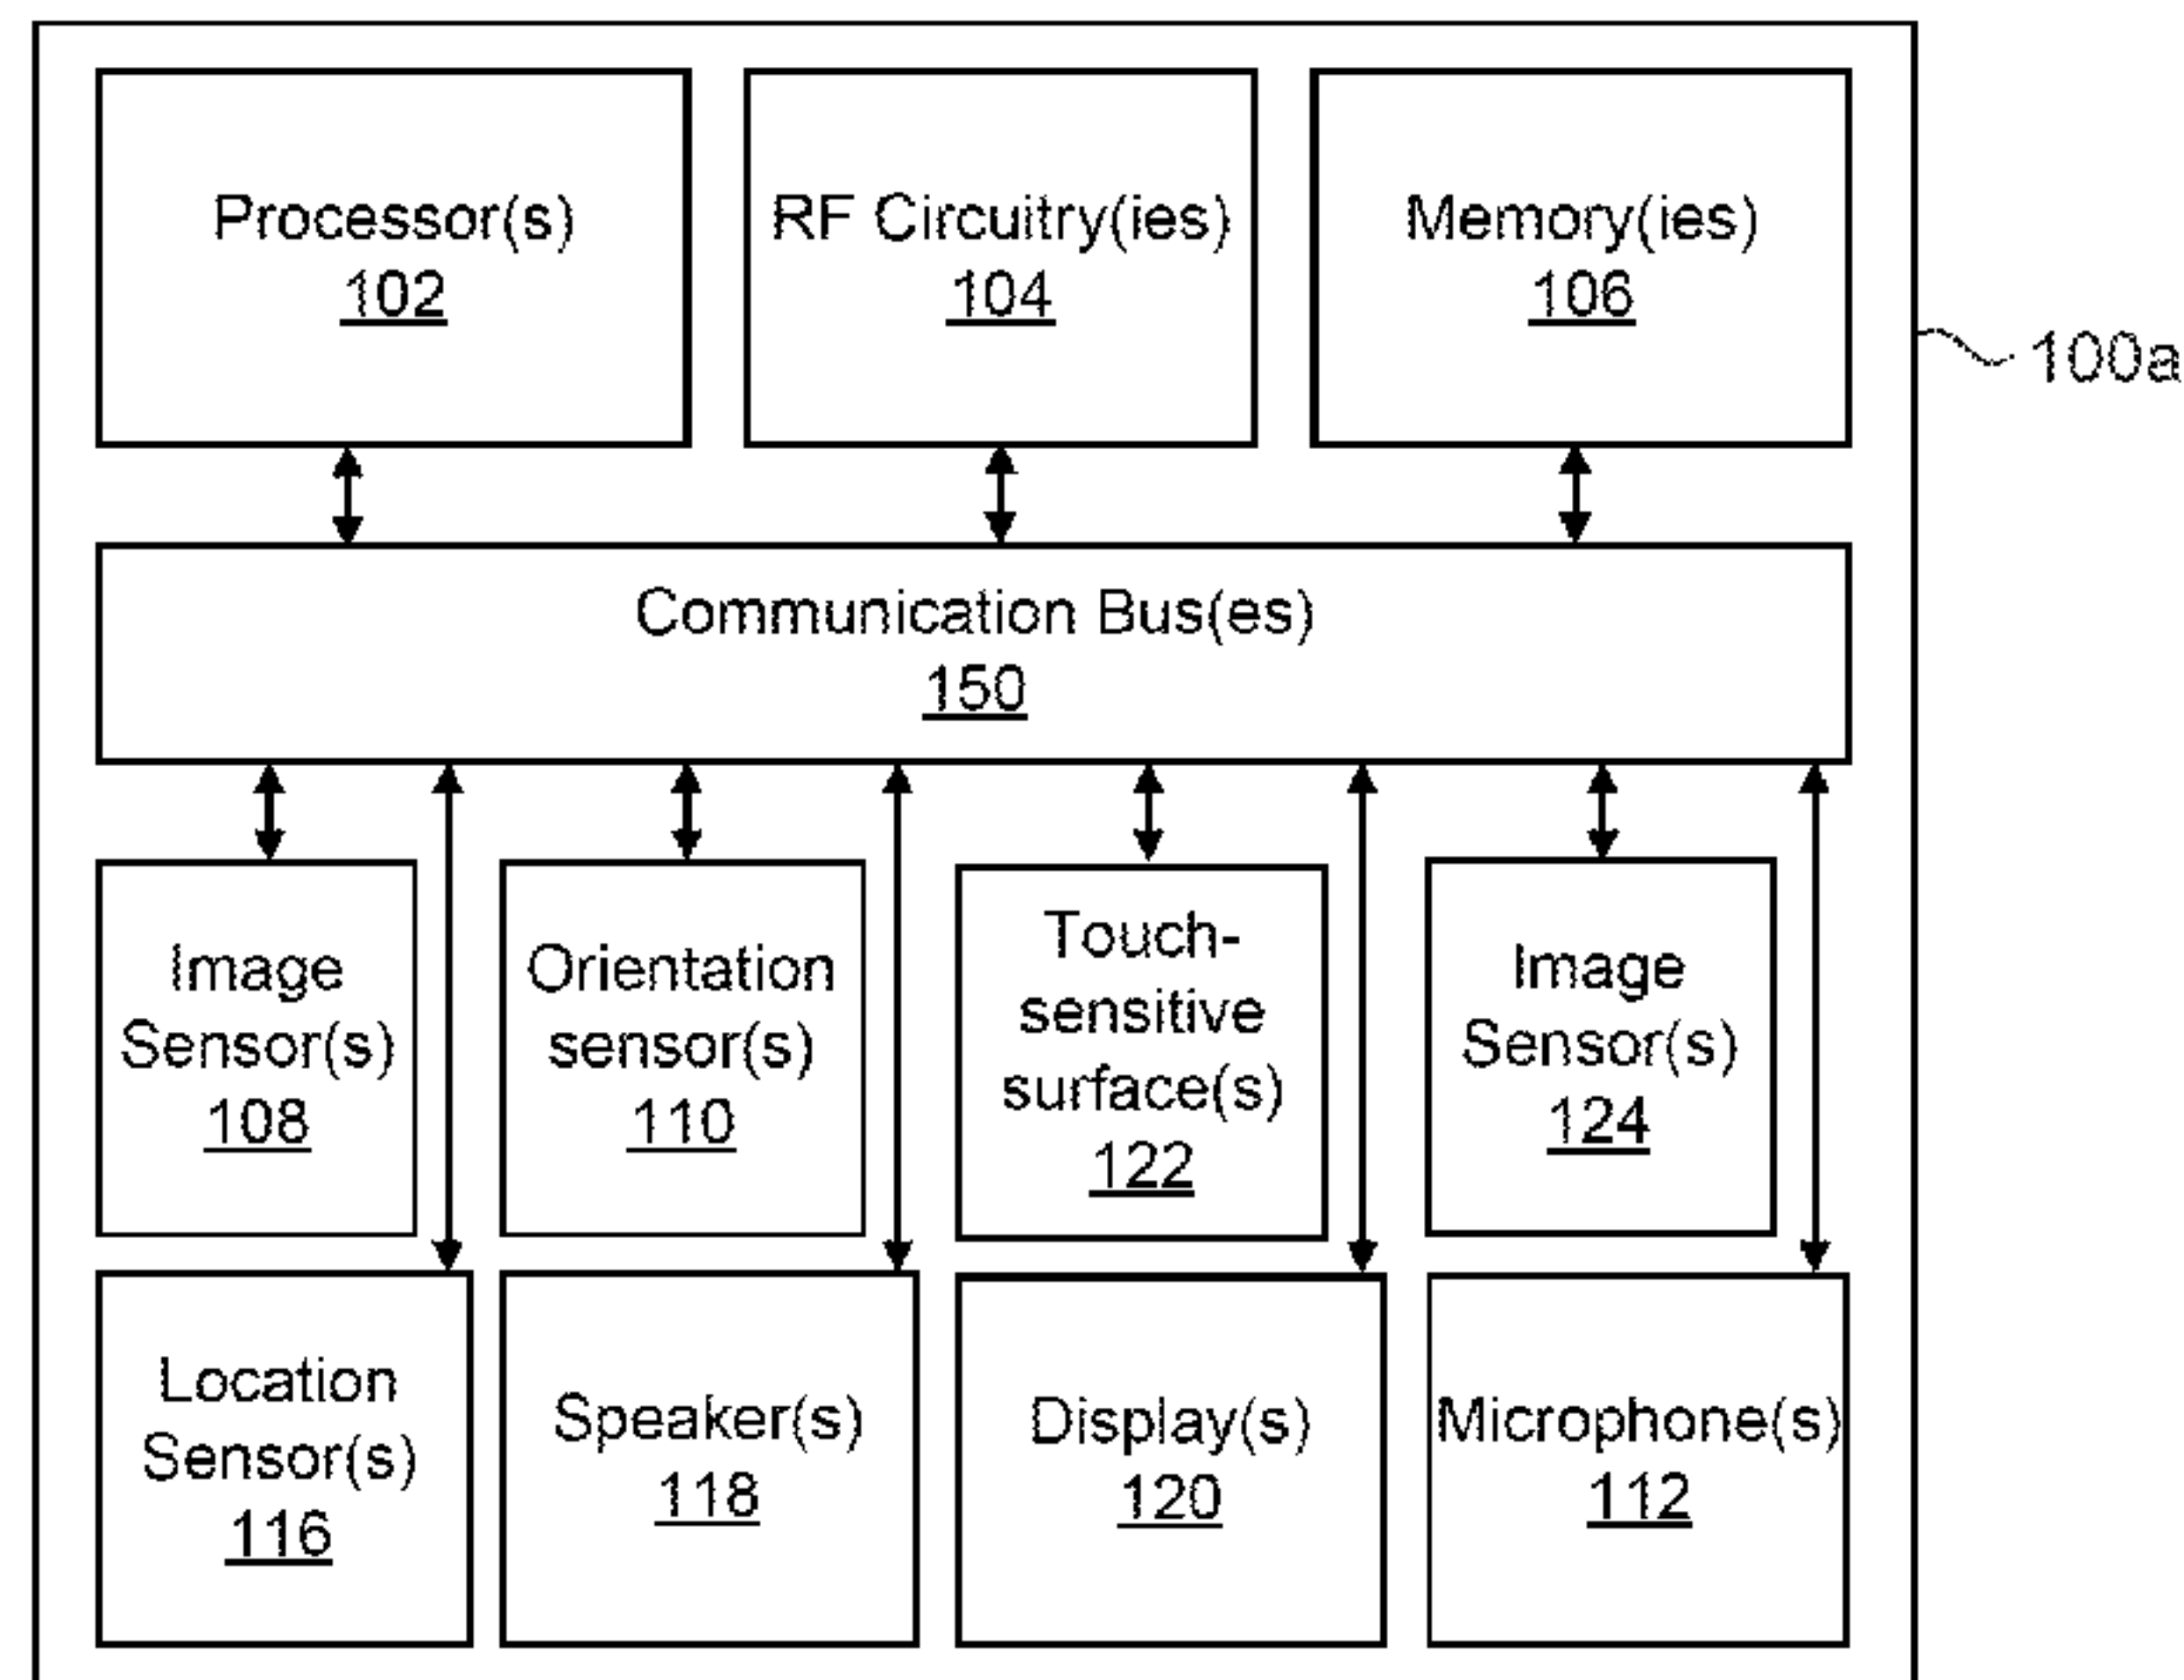 Processor(s)
102
RF Circuitry(ies)
104
Memory(ies)
106
100a
Communication Bus(es)
150
Image
Sensor(s)
108
Orientation
sensor(s)
110
Touch-
sensitive
surface(s)
122
Image
Sensor(s)
124
Location
Sensor(s)
116
Speaker(s)
118
Display(s)
120
Microphone(s)
112